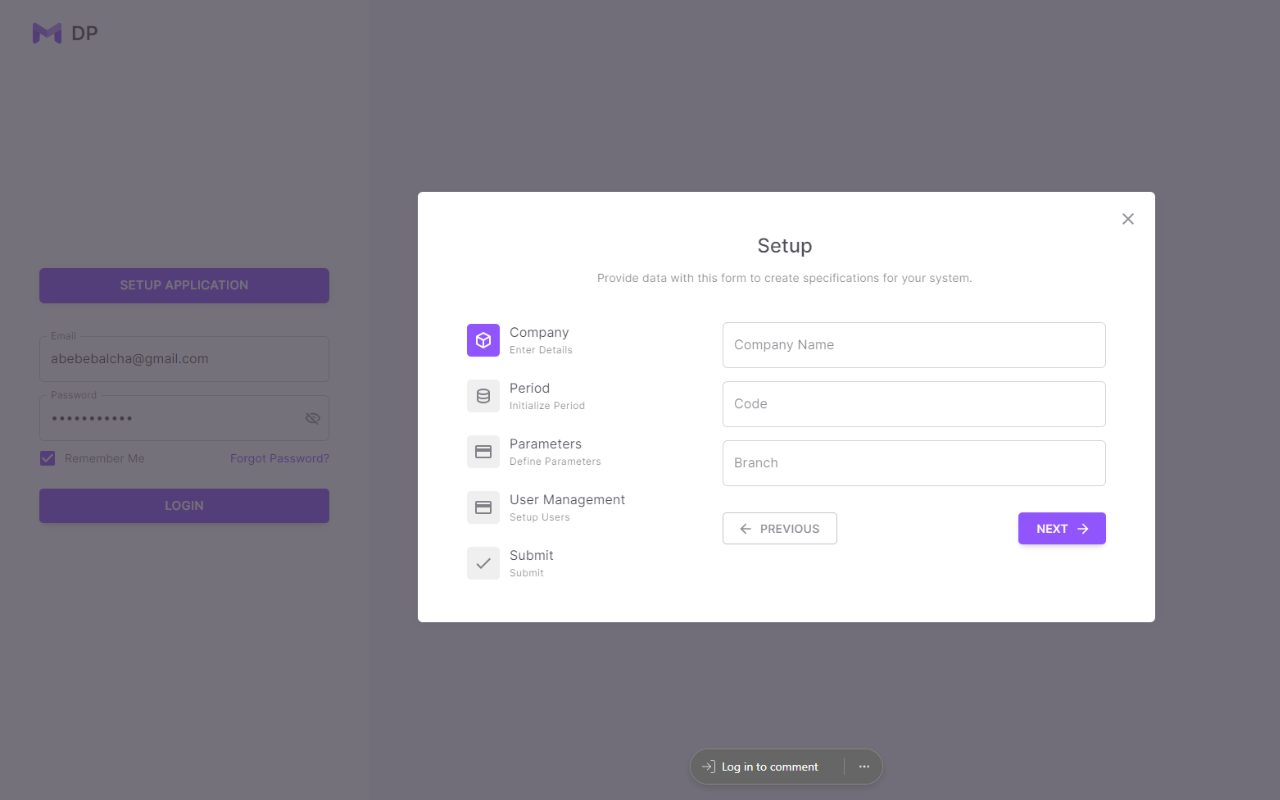 DP
SETUP APPLICATION
Email
abebebalcha@gmail.com
Password
•••••••••••
Remember Me
Forgot Password?
LOGIN
Setup
Provide data with this form to create specifications for your system.
Company
Enter Details
Period
Initialize Period
Parameters
Define Parameters
User Management
Setup Users
Submit
Submit
Company Name
Code
Branch
PREVIOUS
NEXT
Log in to comment